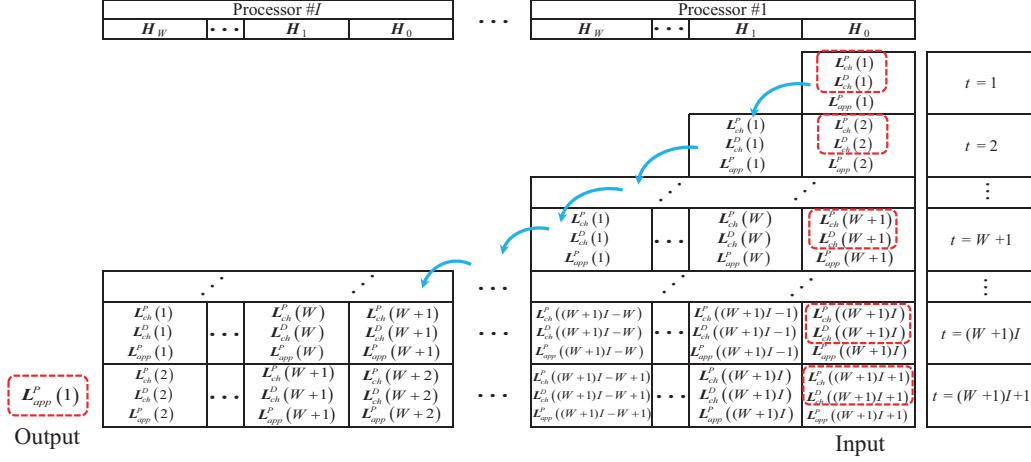 Processor #I ··· Processor #1
H_W ··· H_1 H_0 H_W ··· H_1 H_0
L^P_ch(1)
L^D_ch(1) t = 1
L^P_app(1)
L^P_ch(1) L^P_ch(2)
L^D_ch(1) L^D_ch(2) t = 2
L^P_app(1) L^P_app(2)
⋰ ⋰ ⋮
L^P_ch(1) L^P_ch(W) L^P_ch(W+1)
L^D_ch(1) ··· L^D_ch(W) L^D_ch(W+1) t = W+1
L^P_app(1) L^P_app(W) L^P_app(W+1)
⋰ ⋰ ··· ⋰ ⋰ ⋮
L^P_ch(1) L^P_ch(W) L^P_ch(W+1) L^P_ch((W+1)I−W) L^P_ch((W+1)I−1) L^P_ch((W+1)I)
L^D_ch(1) ··· L^D_ch(W) L^D_ch(W+1) ··· L^D_ch((W+1)I−W) ··· L^D_ch((W+1)I−1) L^D_ch((W+1)I) t = (W+1)I
L^P_app(1) L^P_app(W) L^P_app(W+1) L^P_app((W+1)I−W) L^P_app((W+1)I−1) L^P_app((W+1)I)
L^P_ch(2) L^P_ch(W+1) L^P_ch(W+2) L^P_ch((W+1)I−W+1) L^P_ch((W+1)I) L^P_ch((W+1)I+1)
L^P_app(1) L^D_ch(2) ··· L^D_ch(W+1) L^D_ch(W+2) ··· L^D_ch((W+1)I−W+1) ··· L^D_ch((W+1)I) L^D_ch((W+1)I+1) t = (W+1)I+1
L^P_app(2) L^P_app(W+1) L^P_app(W+2) L^P_app((W+1)I−W+1) L^P_app((W+1)I) L^P_app((W+1)I+1)
Output Input